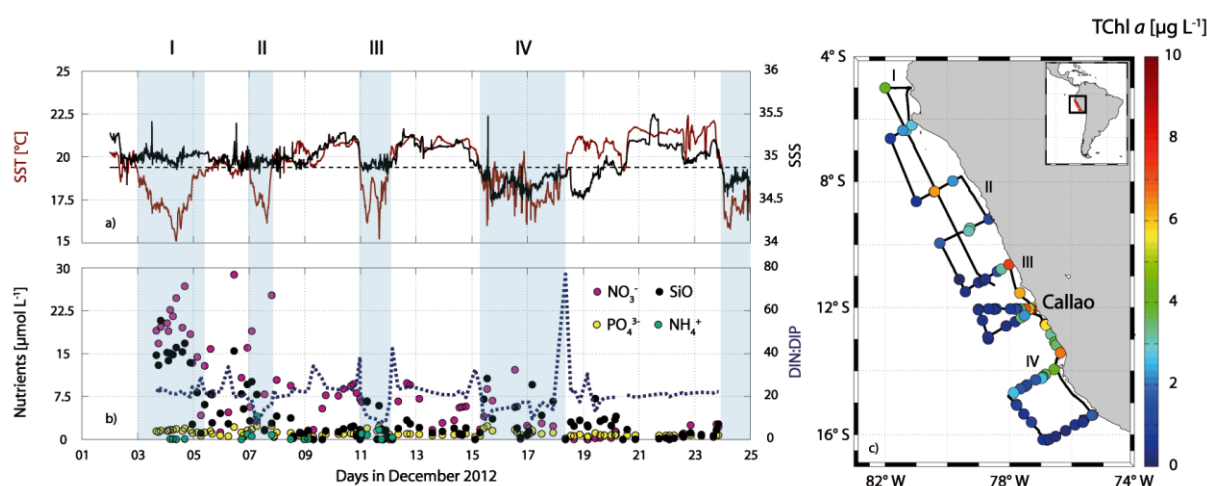 I II III IV
25
22.5
20
17.5
15
SST [°C]
36
35.5
35
34.5
34
SSS
a)
30
22.5
15
7.5
0
Nutrients [µmol L⁻¹]
NO₃⁻ SiO
PO₄³⁻ NH₄⁺
80
60
40
20
0
DIN:DIP
b)
01 03 05 07 09 11 13 15 17 19 21 23 25
Days in December 2012
TChl a [µg L⁻¹]
10
8
6
4
2
0
4°S
8°S
12°S
16°S
I
II
III
Callao
IV
c)
82°W 78°W 74°W